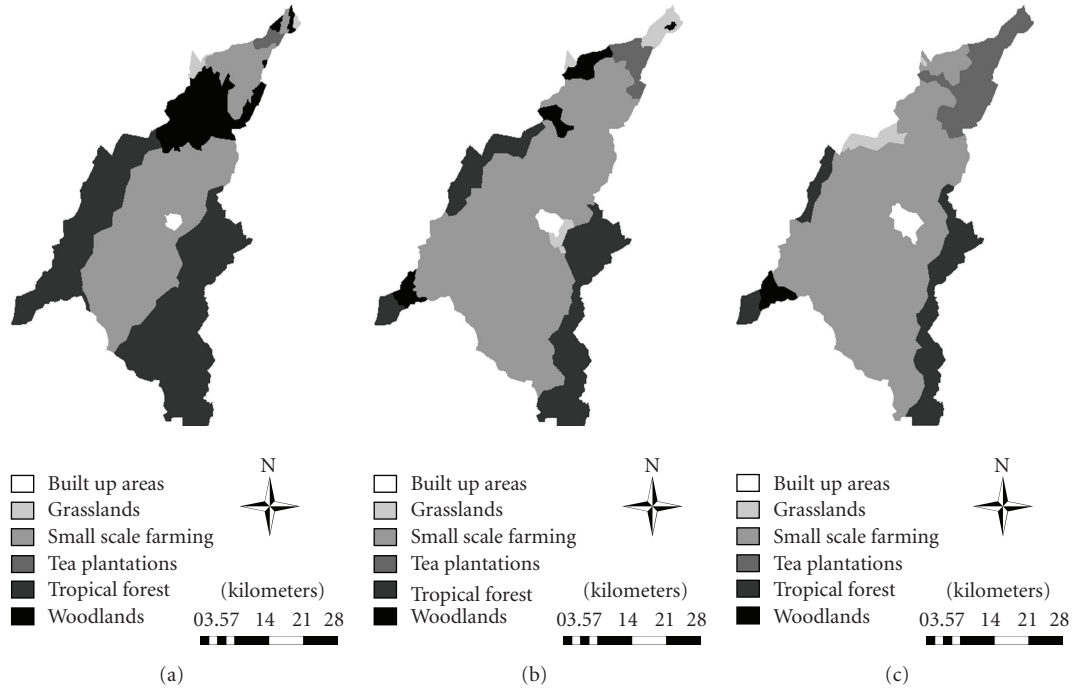 N
Built up areas
Grasslands
Small scale farming
Tea plantations
Tropical forest
Woodlands
(kilometers)
03.57 14 21 28
(a)
N
Built up areas
Grasslands
Small scale farming
Tea plantations
Tropical forest
Woodlands
(kilometers)
03.57 14 21 28
(b)
N
Built up areas
Grasslands
Small scale farming
Tea plantations
Tropical forest
Woodlands
(kilometers)
03.57 14 21 28
(c)